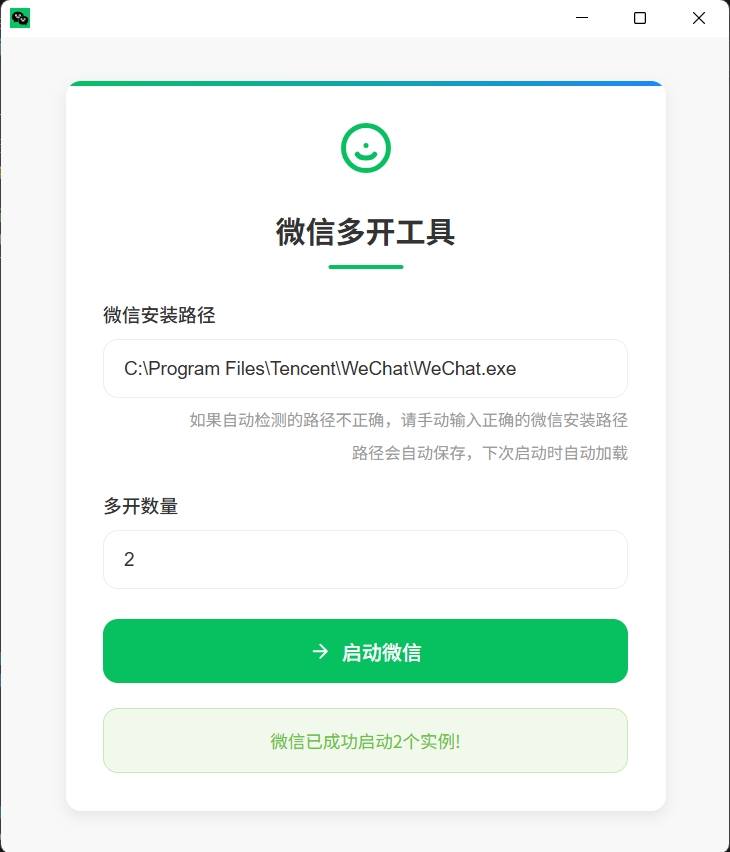 微信多开工具
微信安装路径
C:\Program Files\Tencent\WeChat\WeChat.exe
如果自动检测的路径不正确，请手动输入正确的微信安装路径
路径会自动保存，下次启动时自动加载
多开数量
2
→ 启动微信
微信已成功启动2个实例!